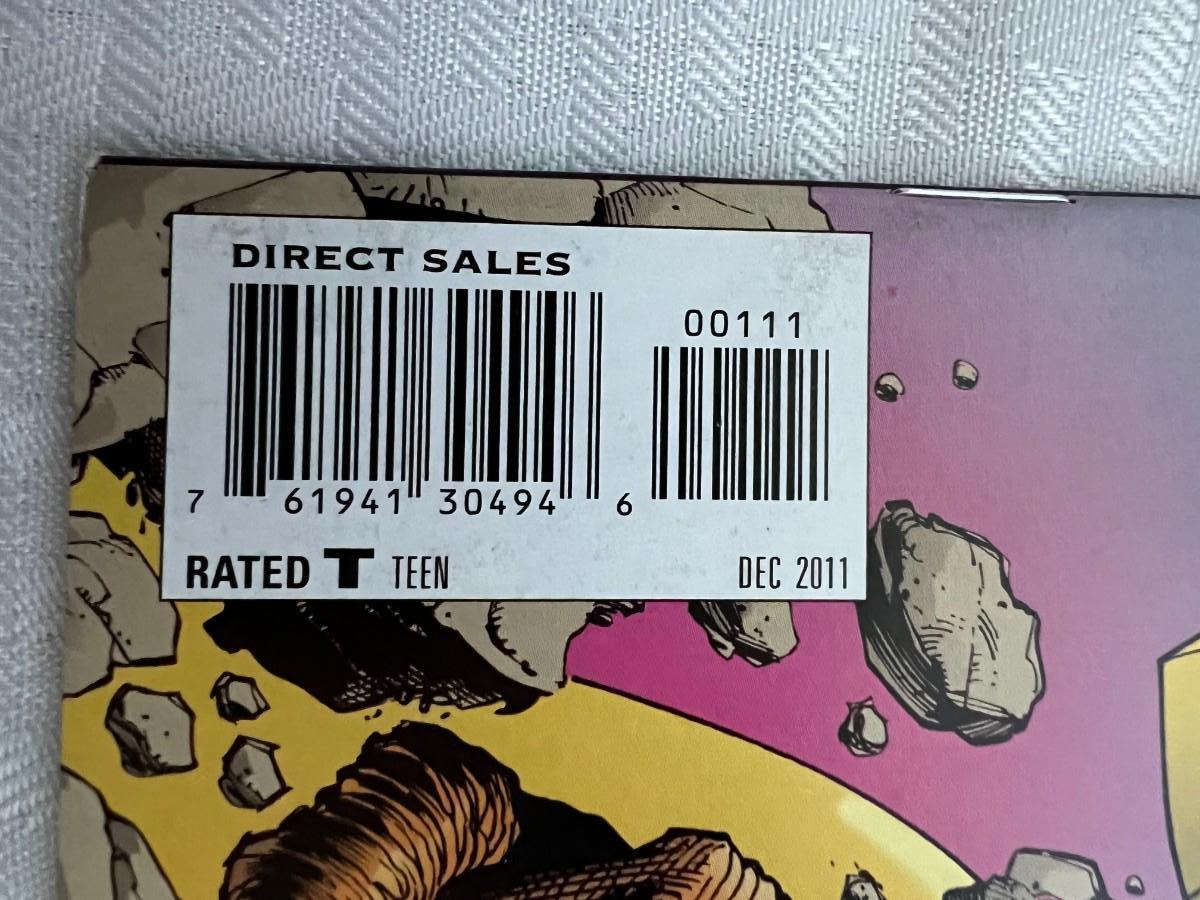 DIRECT SALES
00111
7 61941 30494 6
RATED T TEEN DEC 2011